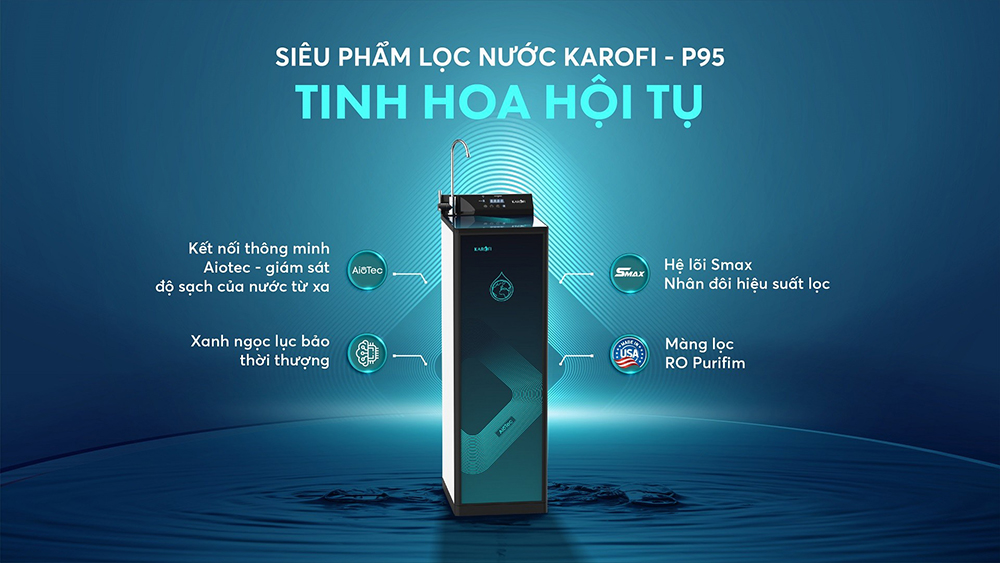 SIÊU PHẨM LỌC NƯỚC KAROFI - P95
TINH HOA HỘI TỤ
KAROFI
KAROFI
Kết nối thông minh
Aiotec - giám sát
độ sạch của nước từ xa
AioTec
Xanh ngọc lục bảo
thời thượng
SMAX
Hệ lõi Smax
Nhân đôi hiệu suất lọc
MADE IN
USA
Màng lọc
RO Purifim
AioTec